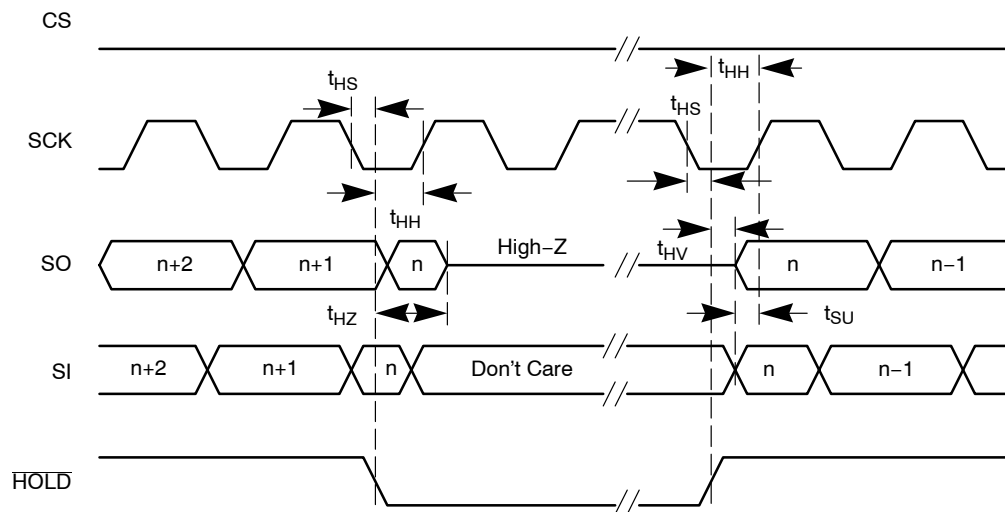 CS
tHH
tHS
tHS
SCK
tHH
SO
n+2
n+1
n
High–Z
tHV
n
n–1
tHZ
tSU
SI
n+2
n+1
n
Don't Care
n
n–1
HOLD